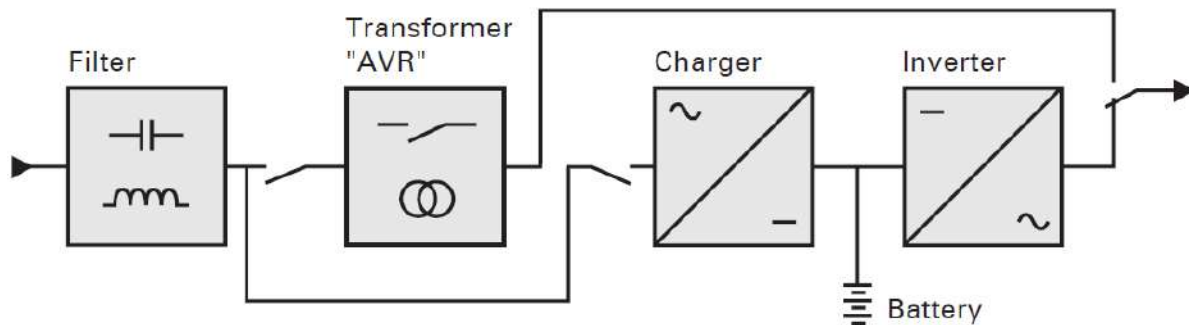 Filter
Transformer
"AVR"
Charger
Inverter
Battery